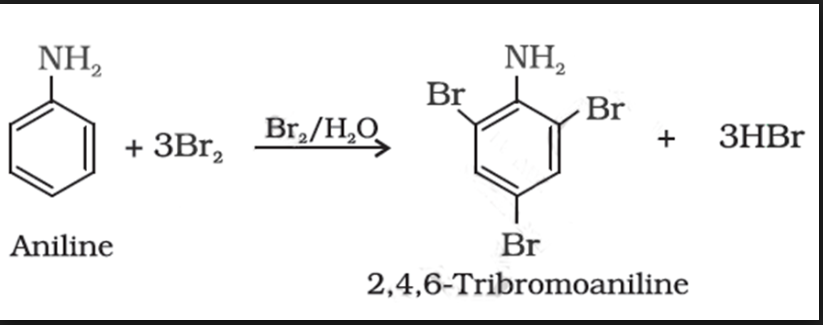 NH₂ NH₂
Br Br
+ 3Br₂ Br₂/H₂O + 3HBr
Aniline Br
2,4,6-Tribromoaniline